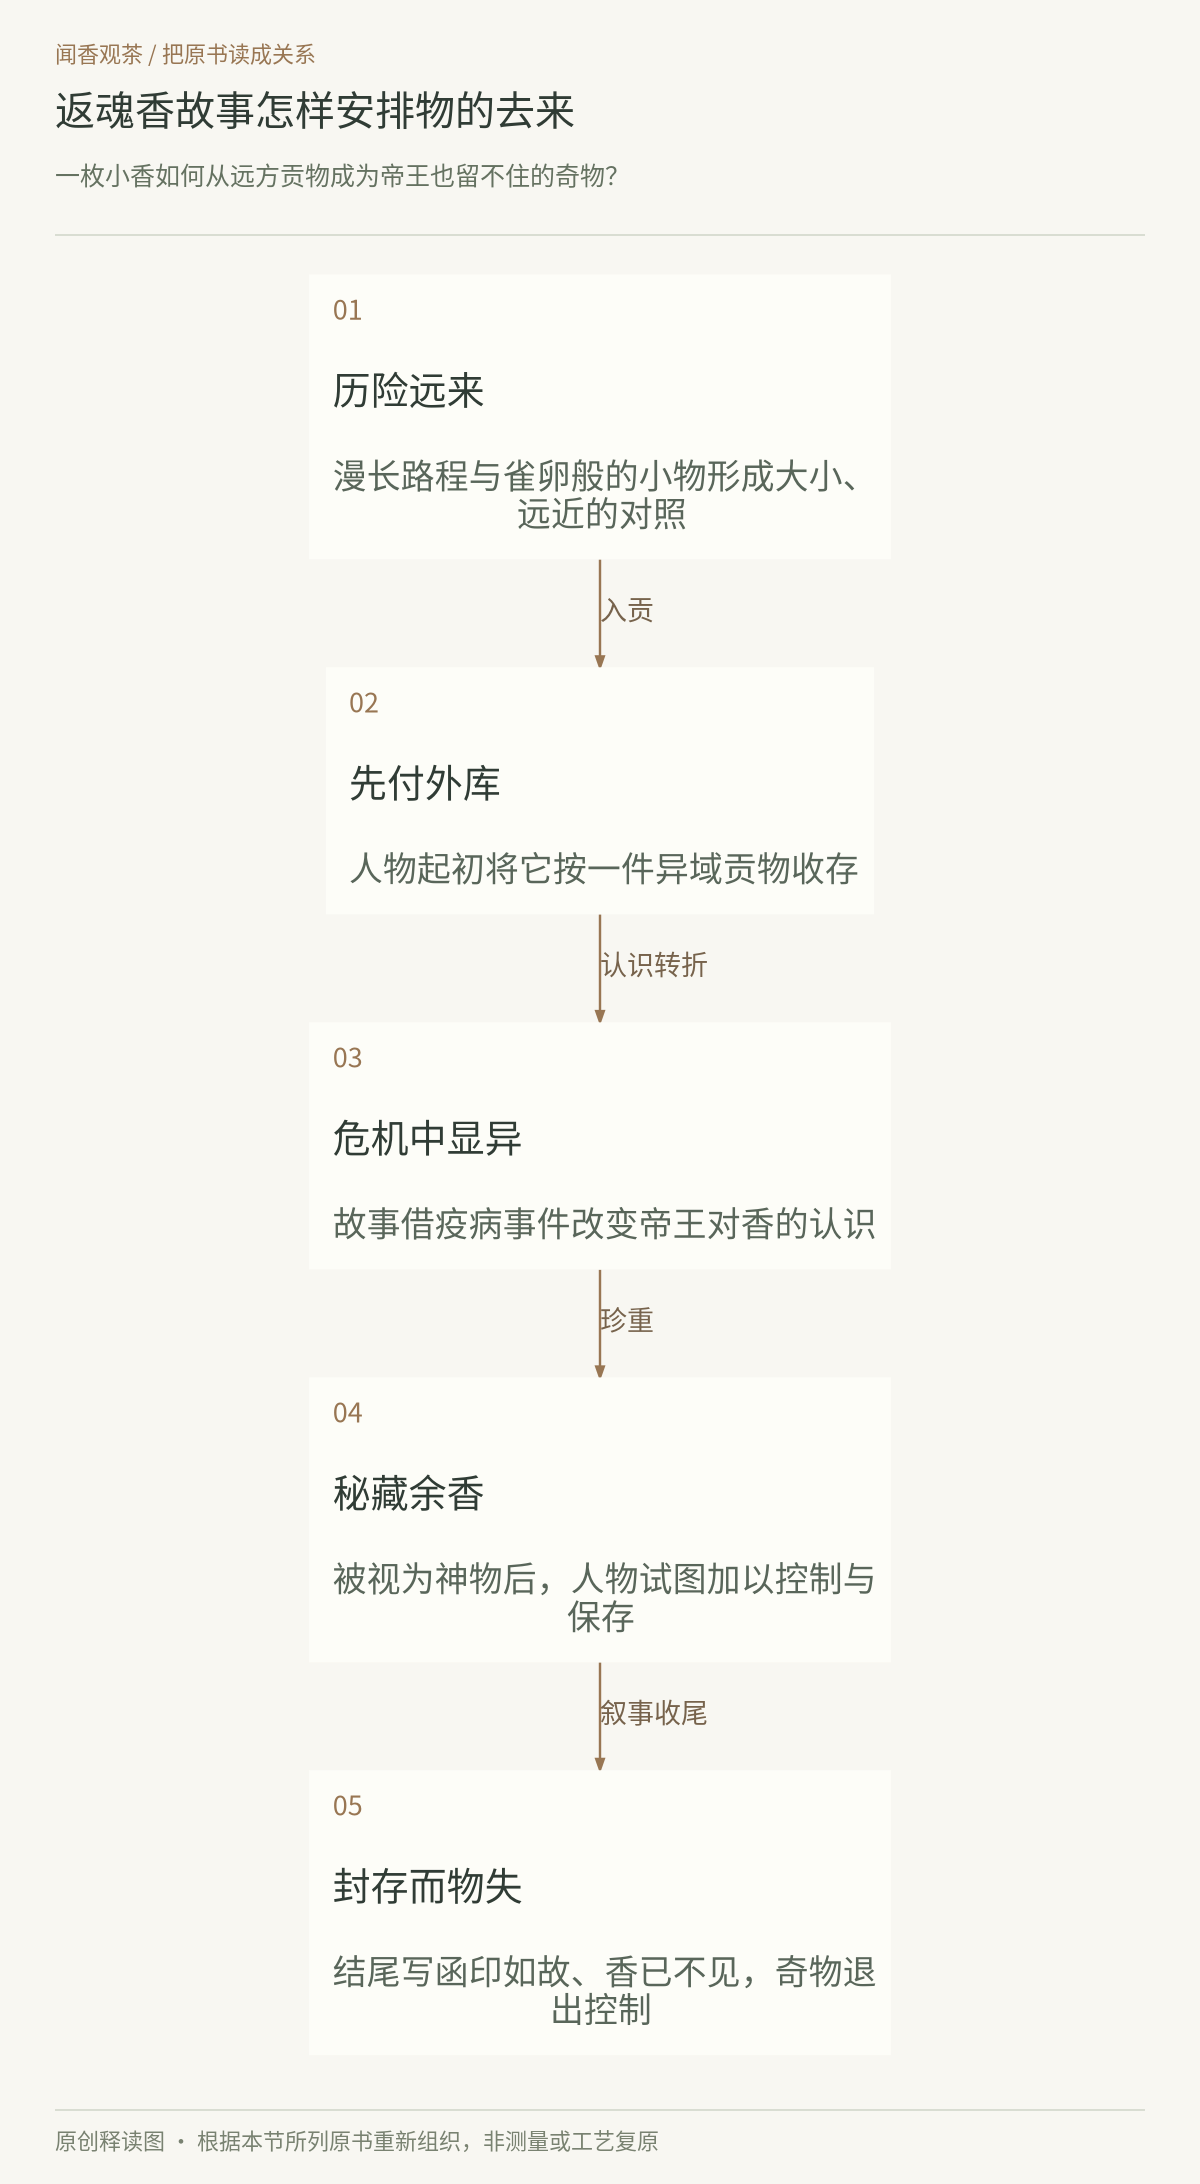 闻香观茶 / 把原书读成关系
返魂香故事怎样安排物的去来
一枚小香如何从远方贡物成为帝王也留不住的奇物？
01
历险远来
漫长路程与雀卵般的小物形成大小、
远近的对照
入贡
02
先付外库
人物起初将它按一件异域贡物收存
认识转折
03
危机中显异
故事借疫病事件改变帝王对香的认识
珍重
04
秘藏余香
被视为神物后，人物试图加以控制与
保存
叙事收尾
05
封存而物失
结尾写函印如故、香已不见，奇物退
出控制
原创释读图 · 根据本节所列原书重新组织，非测量或工艺复原